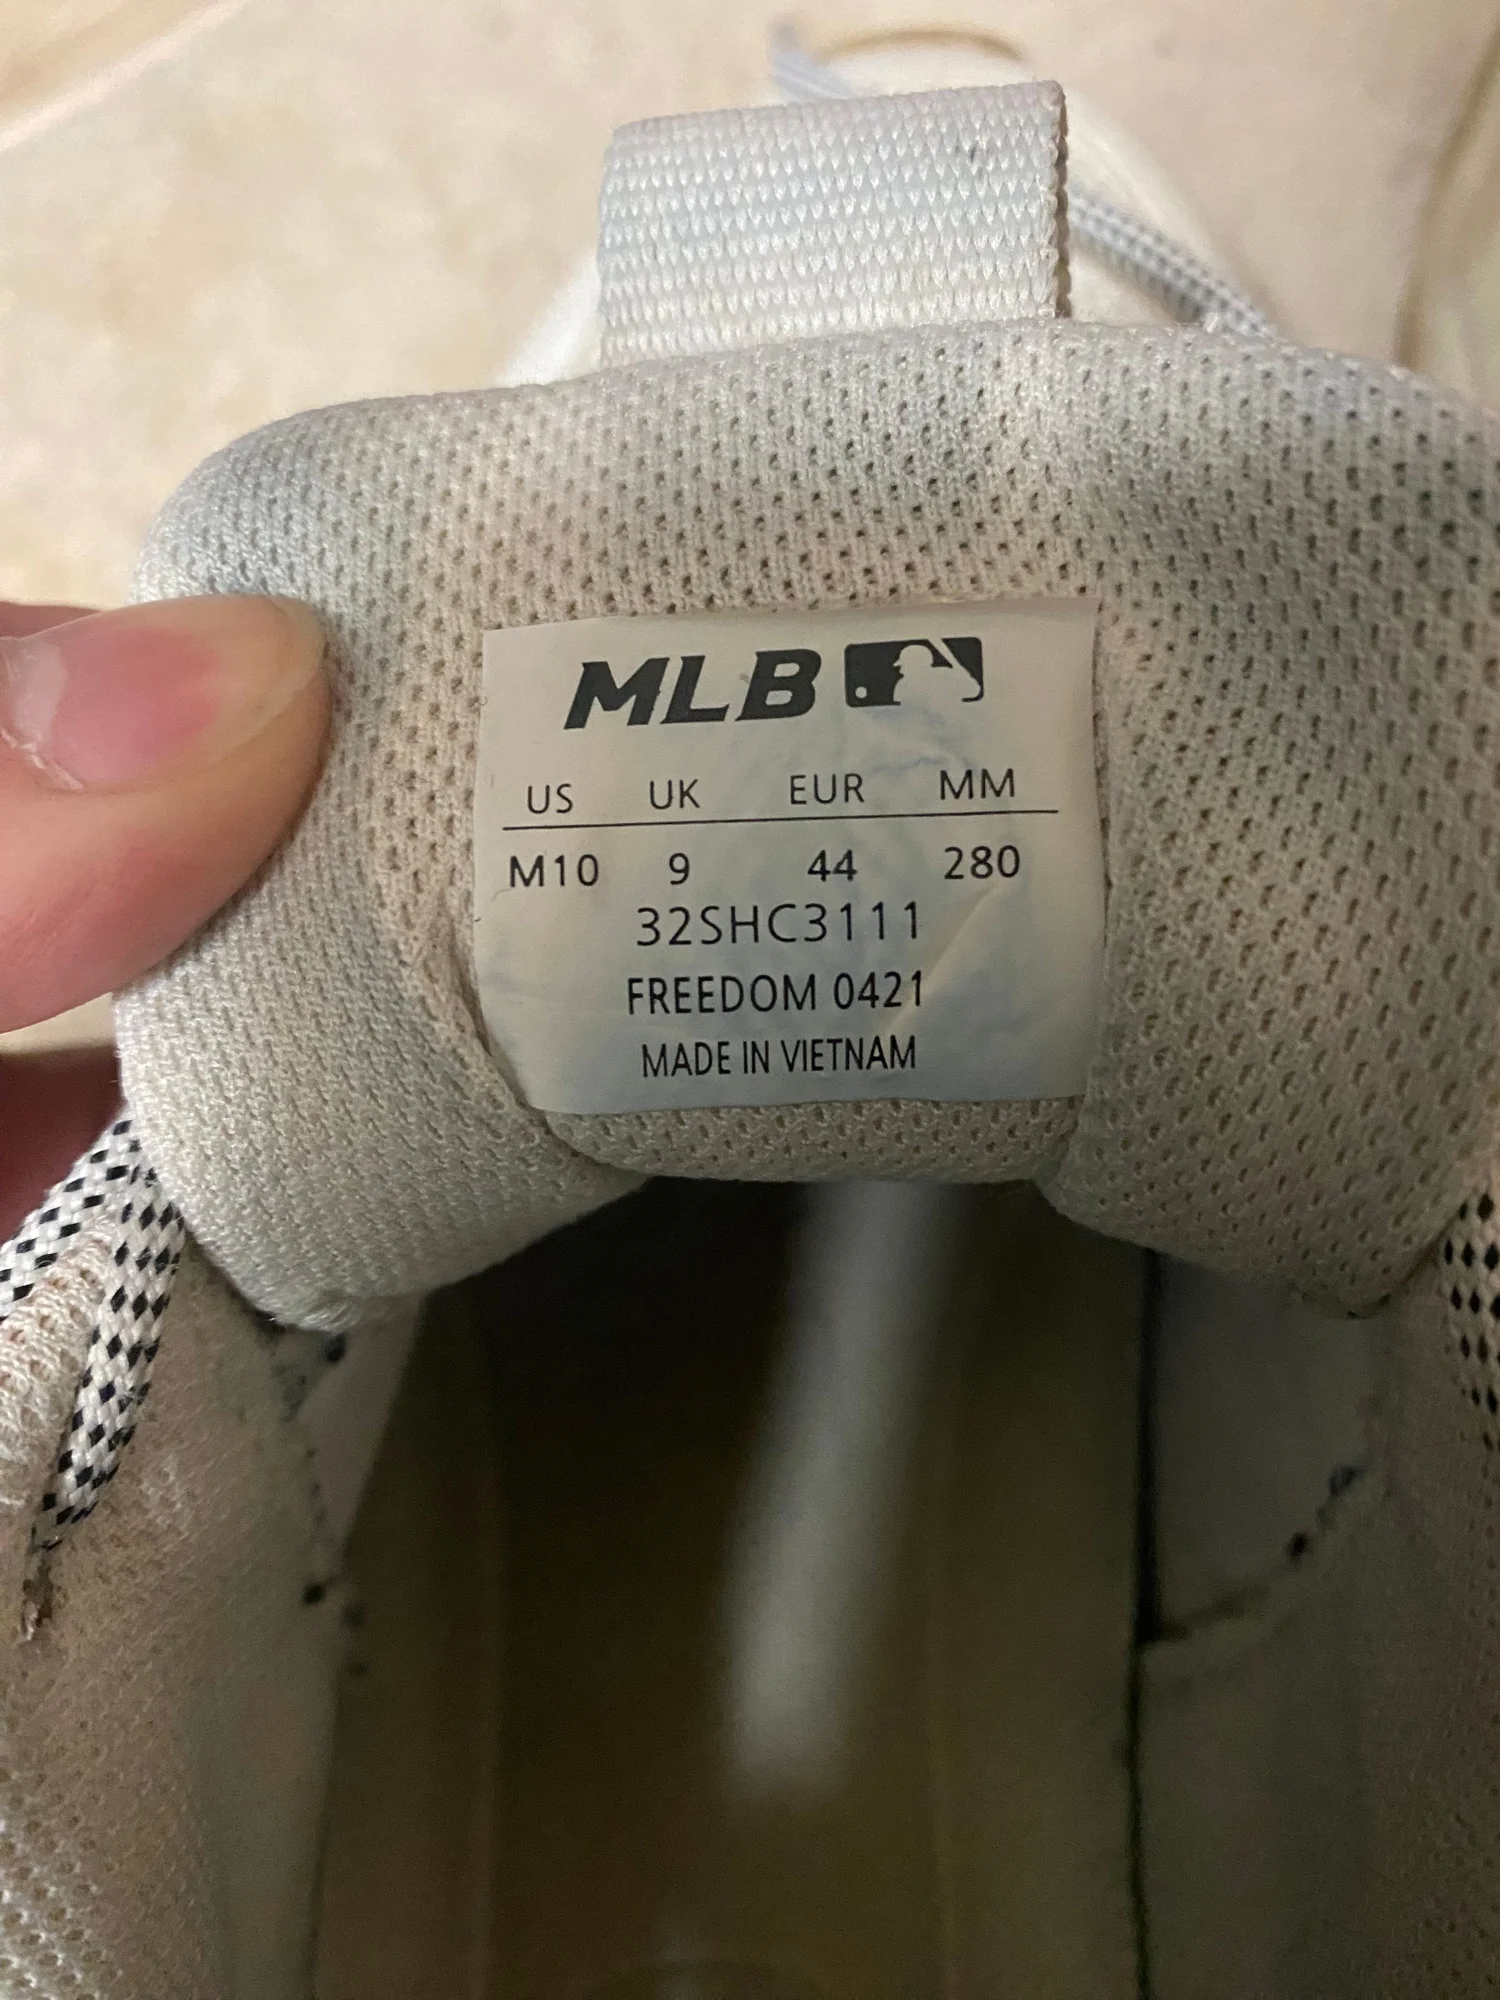 MLB
US UK EUR MM
M10 9 44 280
32SHC3111
FREEDOM 0421
MADE IN VIETNAM